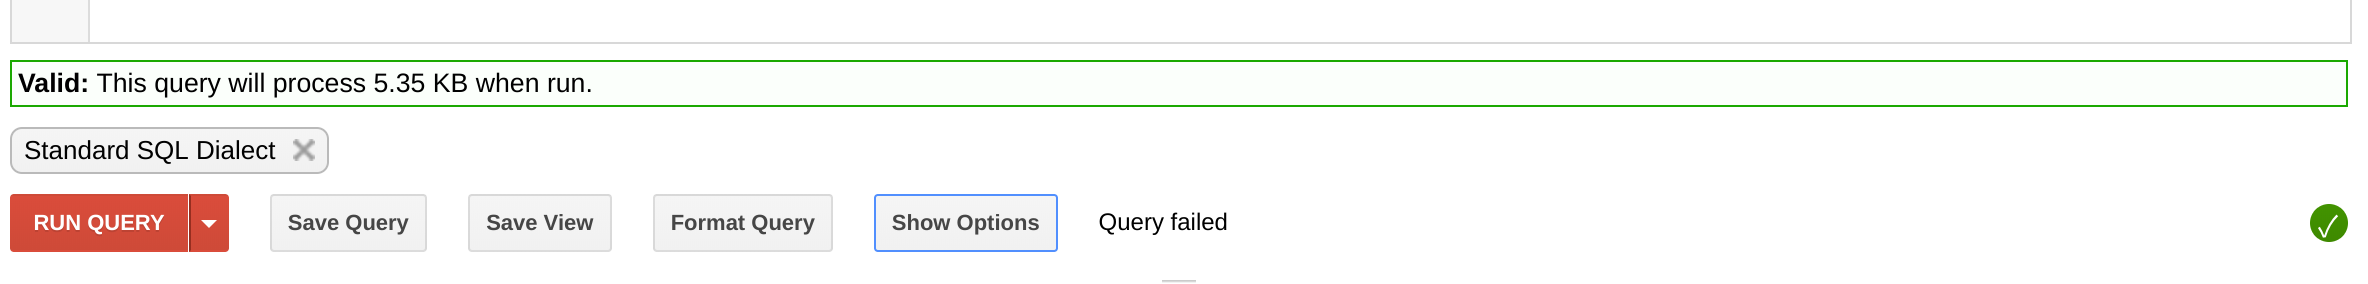 Valid: This query will process 5.35 KB when run.
Standard SQL Dialect
RUN QUERY Save Query Save View Format Query Show Options Query failed